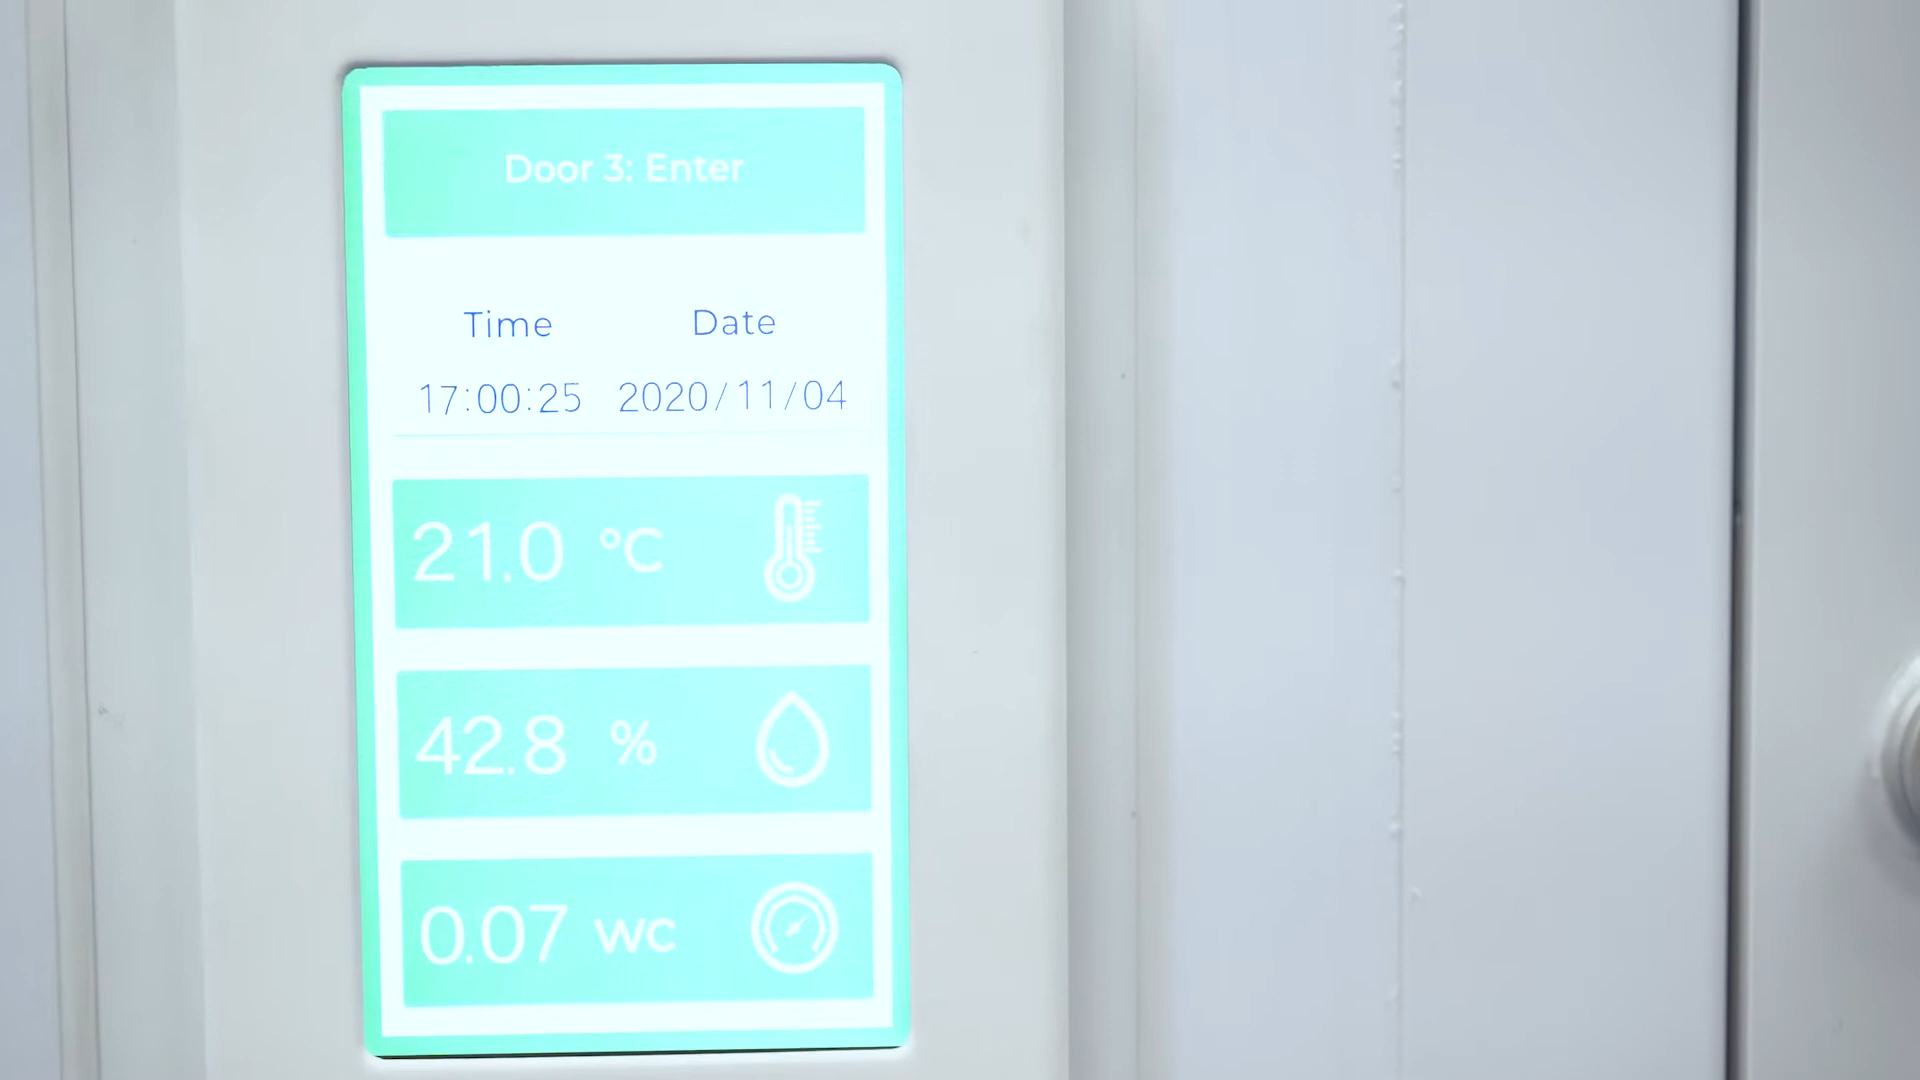 Door 3: Enter
Time Date
17:00:25 2020/11/04
21.0 °C
42.8 %
0.07 WC